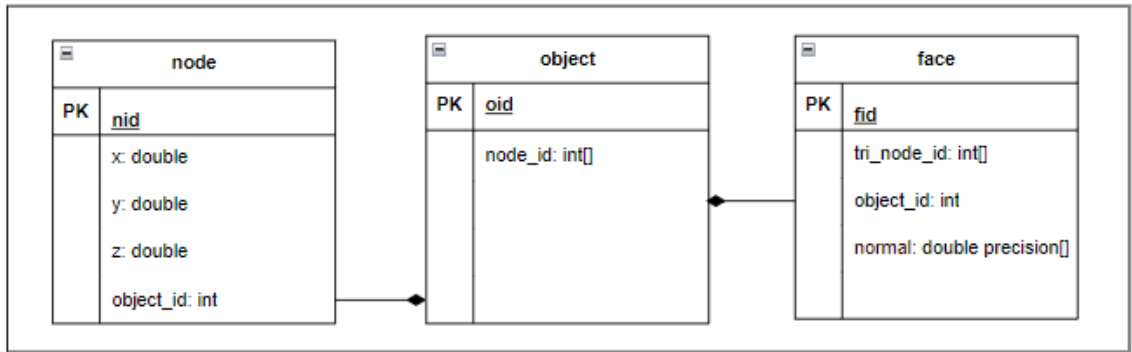 node
PK nid
x: double
y: double
z: double
object_id: int
object
PK oid
node_id: int[]
face
PK fid
tri_node_id: int[]
object_id: int
normal: double precision[]